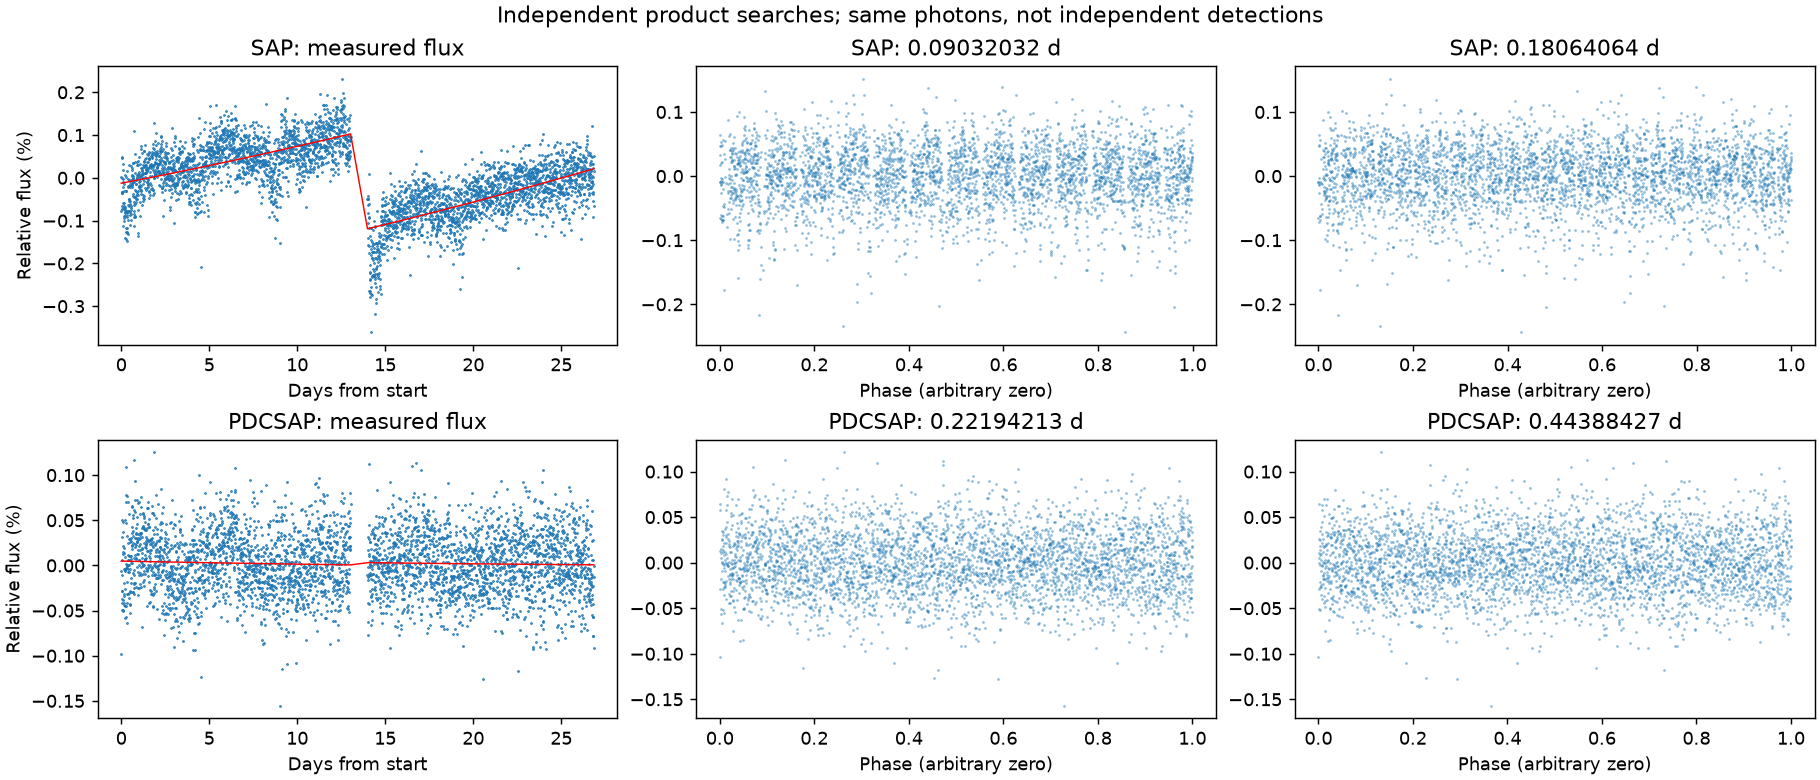 Independent product searches; same photons, not independent detections
SAP: measured flux
Relative flux (%)
0.2
0.1
0.0
−0.1
−0.2
−0.3
0 5 10 15 20 25
Days from start
SAP: 0.09032032 d
0.1
0.0
−0.1
−0.2
0.0 0.2 0.4 0.6 0.8 1.0
Phase (arbitrary zero)
SAP: 0.18064064 d
0.1
0.0
−0.1
−0.2
0.0 0.2 0.4 0.6 0.8 1.0
Phase (arbitrary zero)
PDCSAP: measured flux
Relative flux (%)
0.10
0.05
0.00
−0.05
−0.10
−0.15
0 5 10 15 20 25
Days from start
PDCSAP: 0.22194213 d
0.10
0.05
0.00
−0.05
−0.10
−0.15
0.0 0.2 0.4 0.6 0.8 1.0
Phase (arbitrary zero)
PDCSAP: 0.44388427 d
0.10
0.05
0.00
−0.05
−0.10
−0.15
0.0 0.2 0.4 0.6 0.8 1.0
Phase (arbitrary zero)